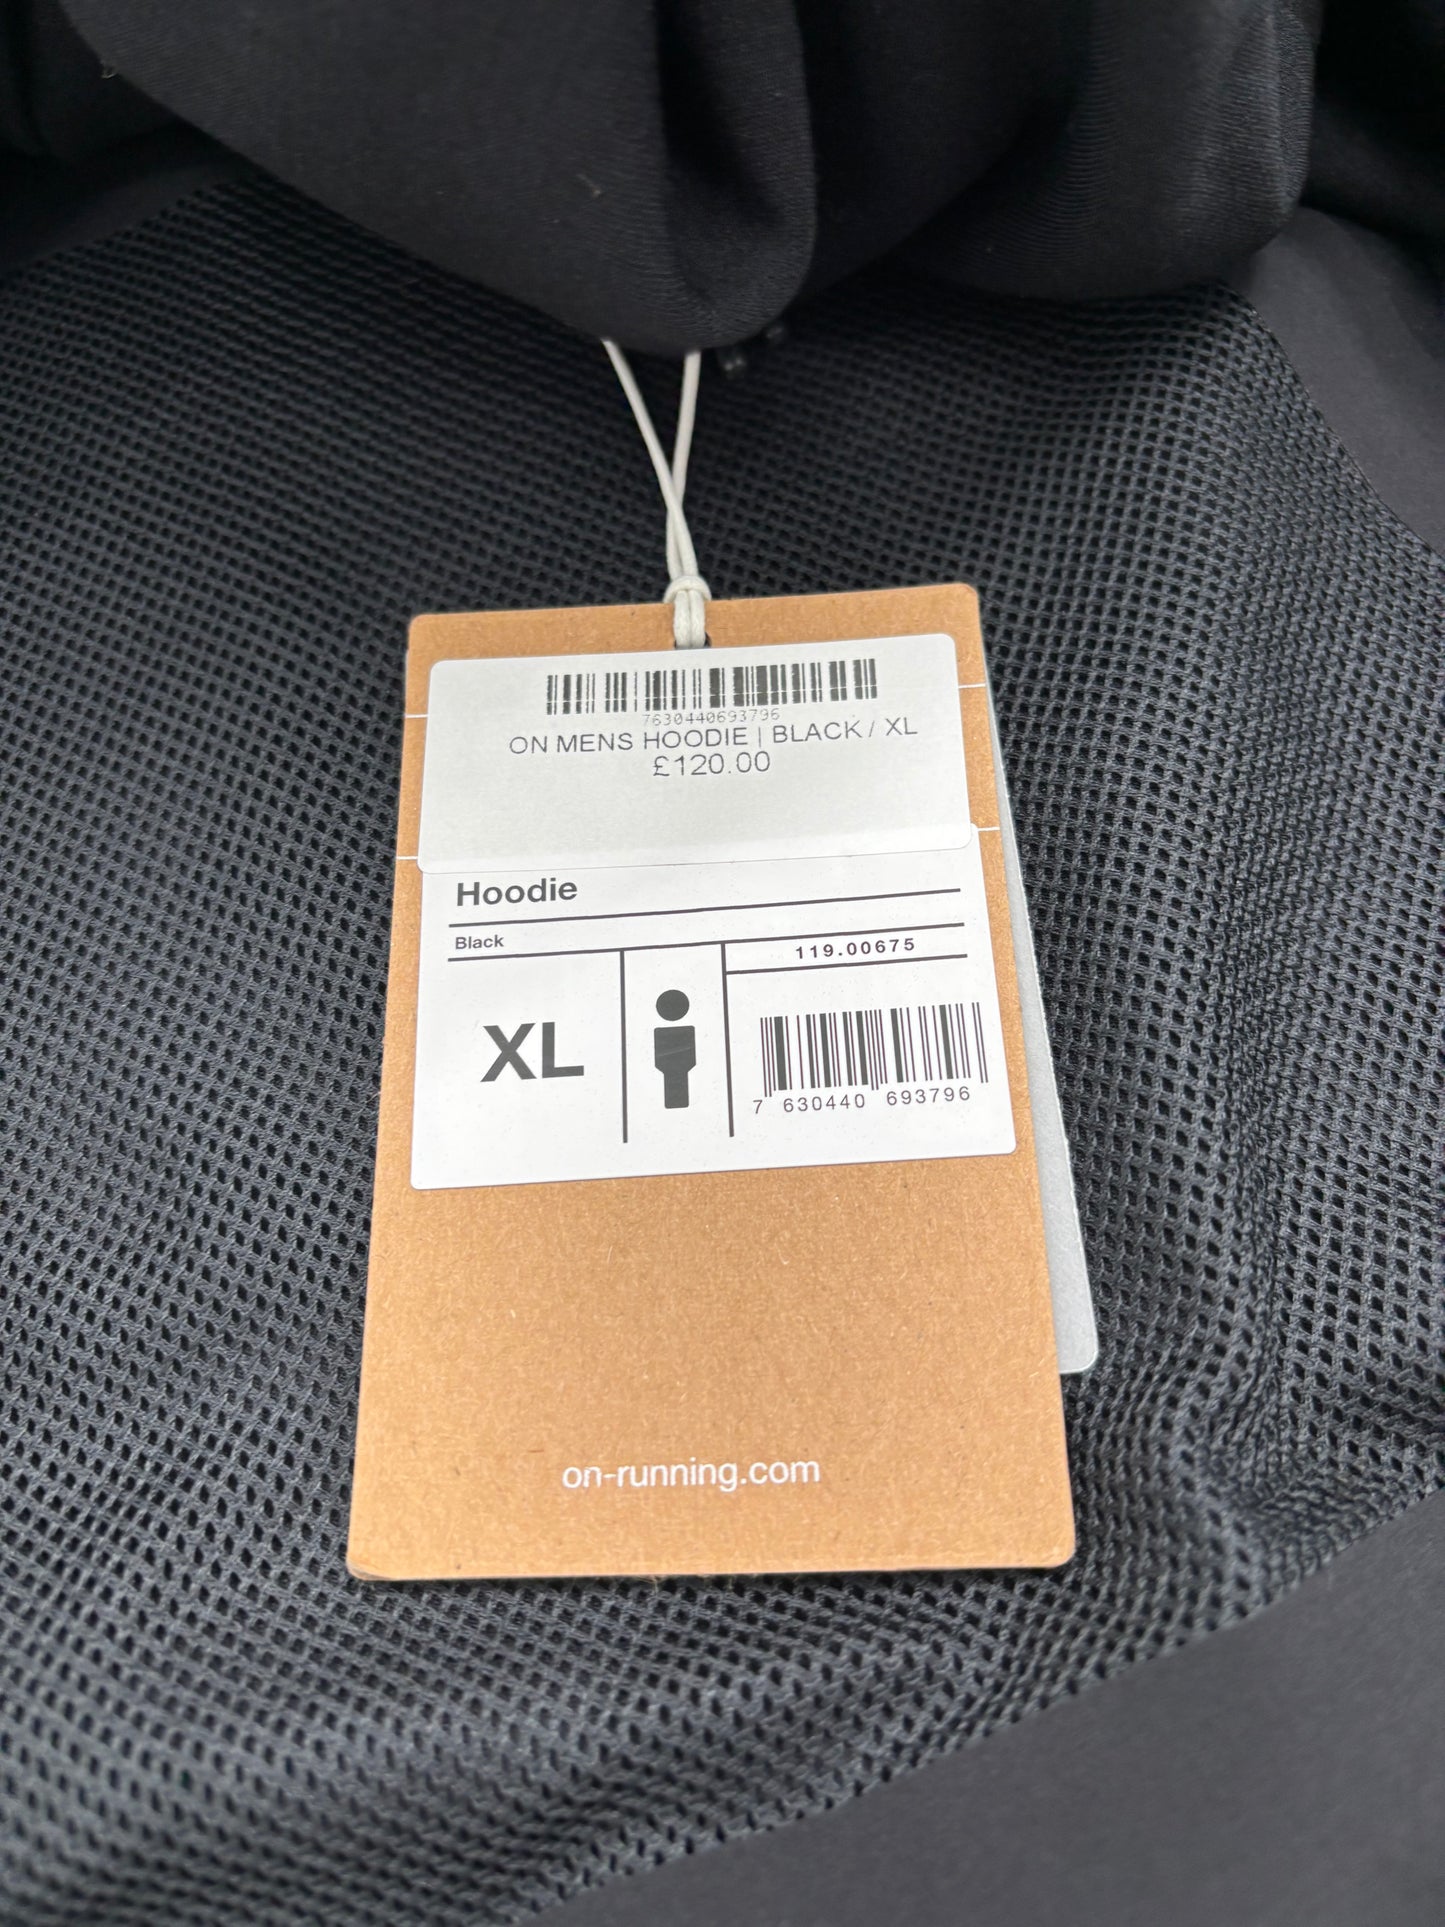 7630440693796
ON MENS HOODIE | BLACK / XL
£120.00
Hoodie
Black
119.00675
XL
7 630440 693796
on-running.com